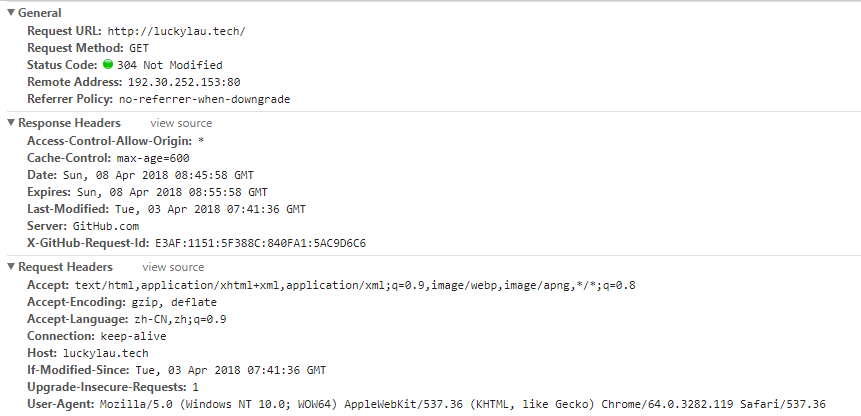 General
Request URL: http://luckylau.tech/
Request Method: GET
Status Code: 304 Not Modified
Remote Address: 192.30.252.153:80
Referrer Policy: no-referrer-when-downgrade
Response Headers view source
Access-Control-Allow-Origin: *
Cache-Control: max-age=600
Date: Sun, 08 Apr 2018 08:45:58 GMT
Expires: Sun, 08 Apr 2018 08:55:58 GMT
Last-Modified: Tue, 03 Apr 2018 07:41:36 GMT
Server: GitHub.com
X-GitHub-Request-Id: E3AF:1151:5F388C:840FA1:5AC9D6C6
Request Headers view source
Accept: text/html,application/xhtml+xml,application/xml;q=0.9,image/webp,image/apng,*/*;q=0.8
Accept-Encoding: gzip, deflate
Accept-Language: zh-CN,zh;q=0.9
Connection: keep-alive
Host: luckylau.tech
If-Modified-Since: Tue, 03 Apr 2018 07:41:36 GMT
Upgrade-Insecure-Requests: 1
User-Agent: Mozilla/5.0 (Windows NT 10.0; WOW64) AppleWebKit/537.36 (KHTML, like Gecko) Chrome/64.0.3282.119 Safari/537.36